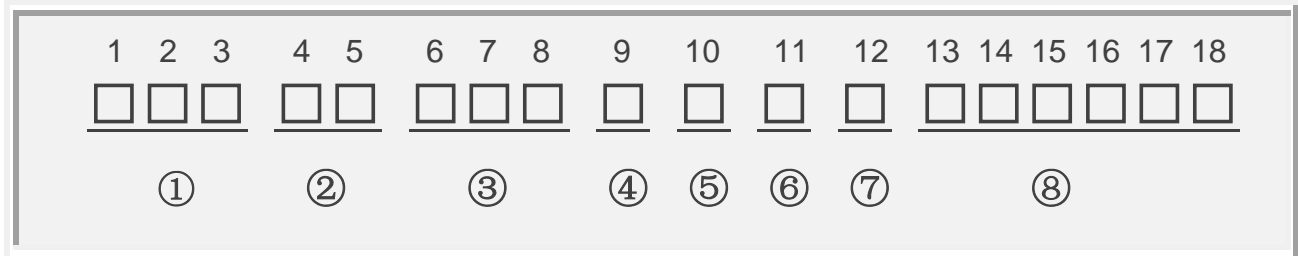 1 2 3 4 5 6 7 8 9 10 11 12 13 14 15 16 17 18
□□□ □□ □□□ □ □ □ □ □□□□□□
① ② ③ ④ ⑤ ⑥ ⑦ ⑧